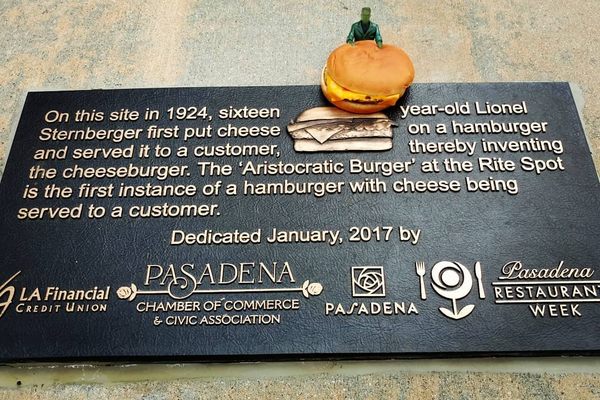 On this site in 1924, sixteen year-old Lionel
Sternberger first put cheese on a hamburger
and served it to a customer, thereby inventing
the cheeseburger. The ‘Aristocratic Burger’ at the Rite Spot
is the first instance of a hamburger with cheese being
served to a customer.
Dedicated January, 2017 by
LA Financial
CREDIT UNION
PASADENA
CHAMBER OF COMMERCE
& CIVIC ASSOCIATION
PASADENA
Pasadena
RESTAURANT
WEEK